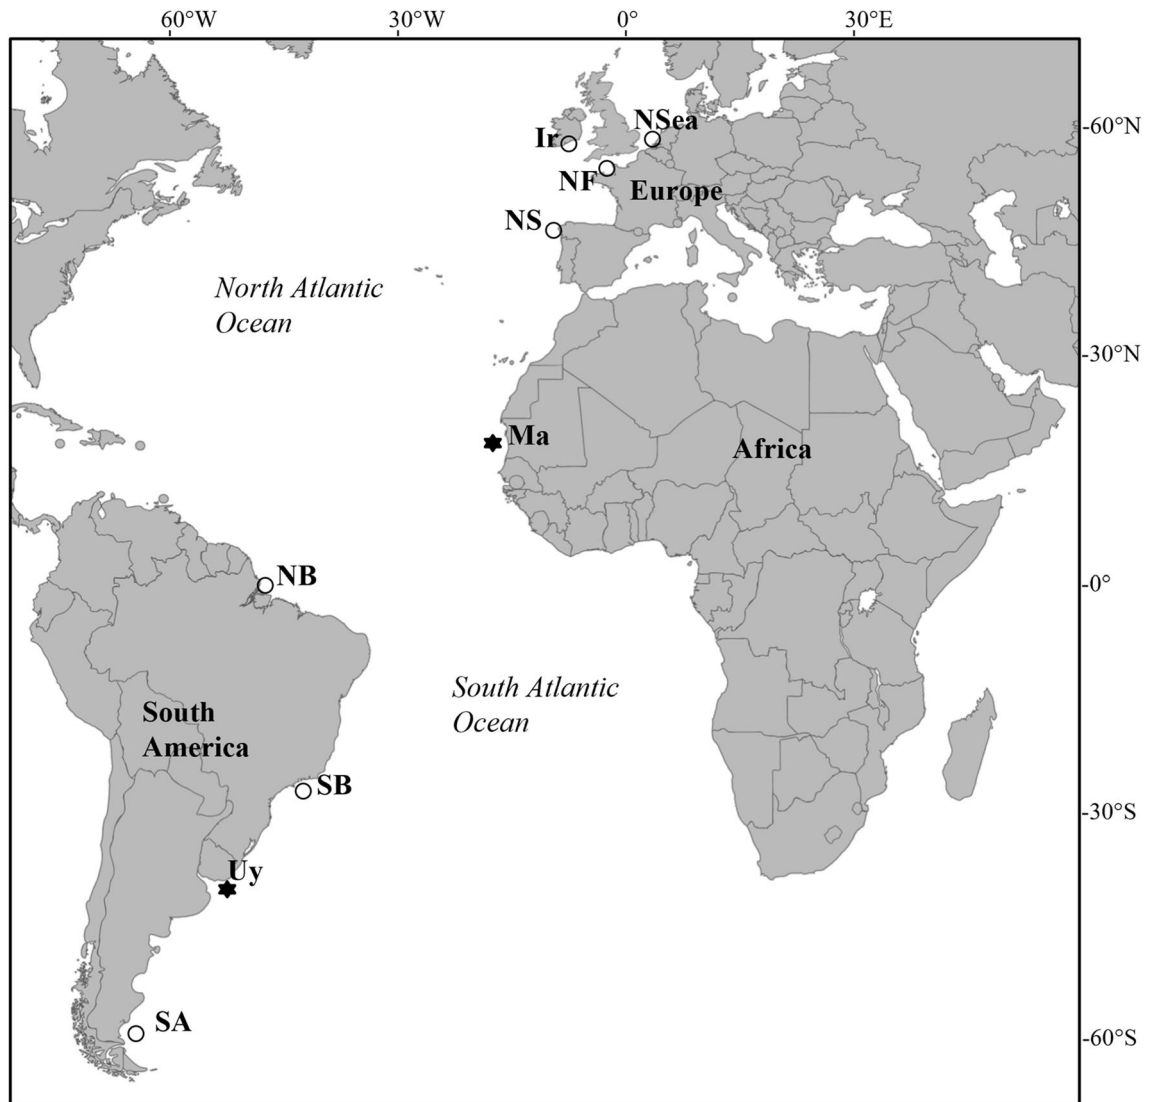 60°W 30°W 0° 30°E
NSea
-60°N
Ir
NF
Europe
NS
North Atlantic
Ocean
-30°N
Ma
Africa
NB
-0°
South Atlantic
Ocean
South
America
SB
-30°S
Uy
SA
-60°S